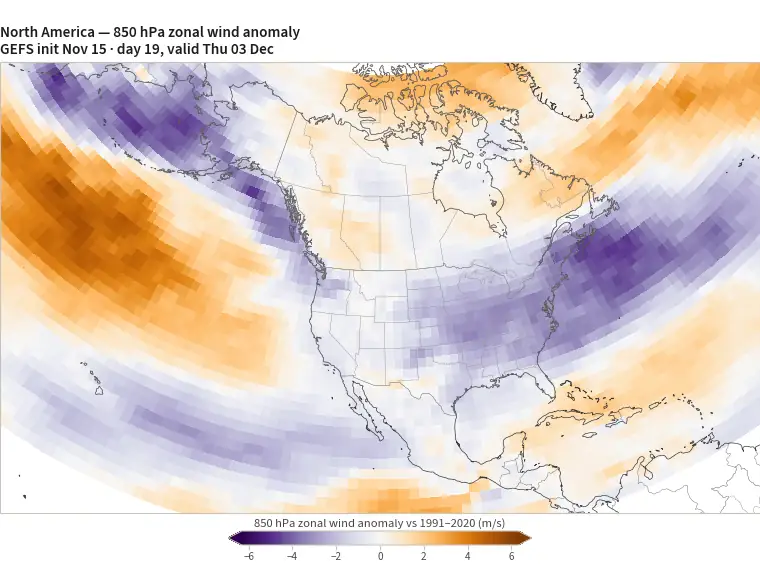 North America — 850 hPa zonal wind anomaly
GEFS init Nov 15 · day 19, valid Thu 03 Dec
850 hPa zonal wind anomaly vs 1991–2020 (m/s)
−6 −4 −2 0 2 4 6